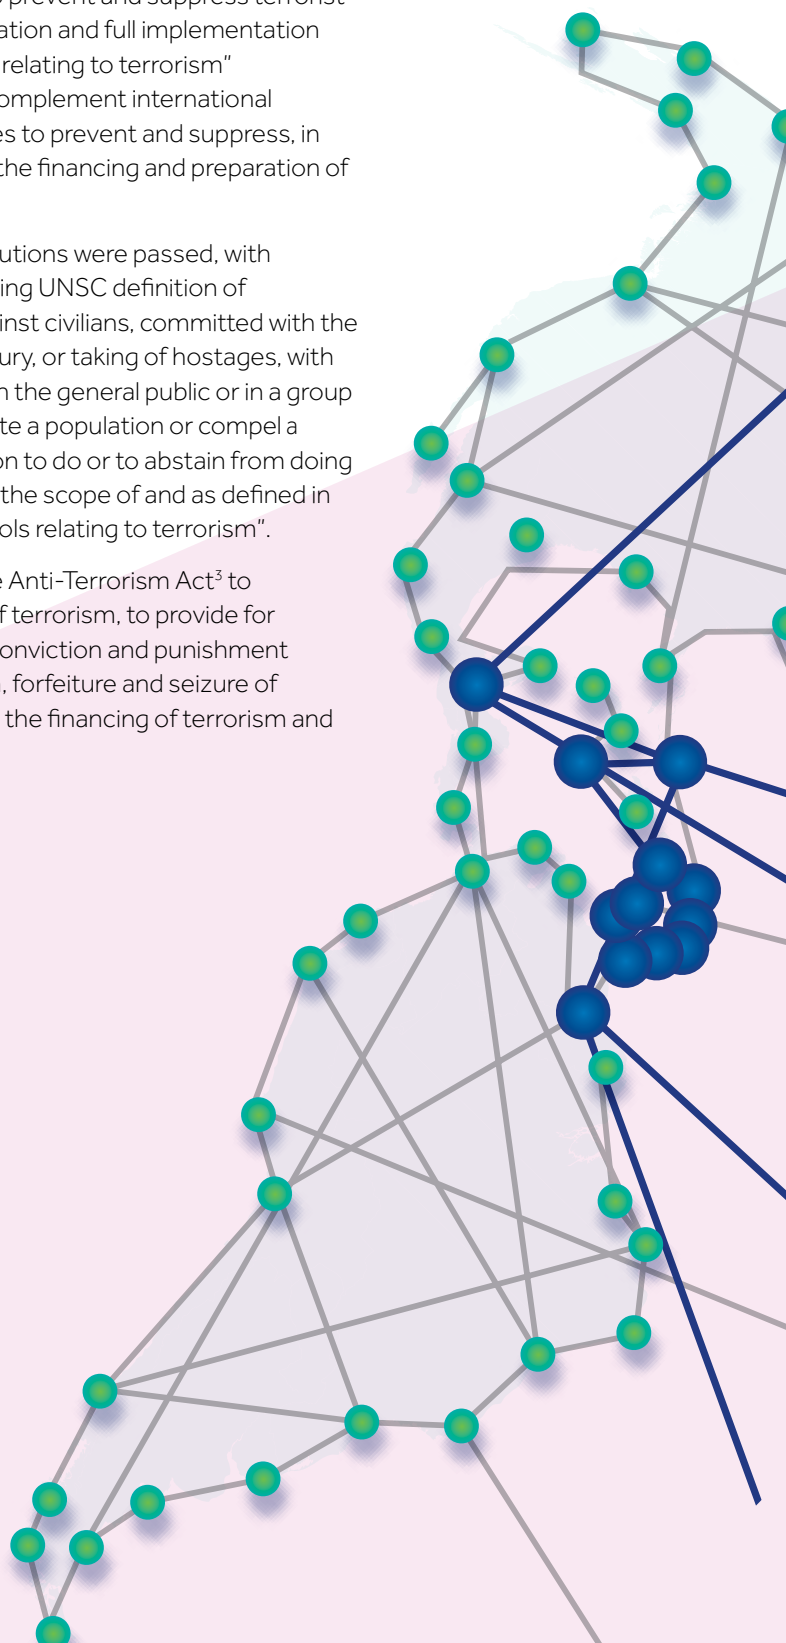 prevent and suppress terrorist
ation and full implementation
relating to terrorism"
omplement international
es to prevent and suppress, in
the financing and preparation of
utions were passed, with
ing UNSC definition of
inst civilians, committed with the
ury, or taking of hostages, with
n the general public or in a group
te a population or compel a
on to do or to abstain from doing
the scope of and as defined in
ols relating to terrorism".
e Anti-Terrorism Act³ to
f terrorism, to provide for
onviction and punishment
, forfeiture and seizure of
the financing of terrorism and